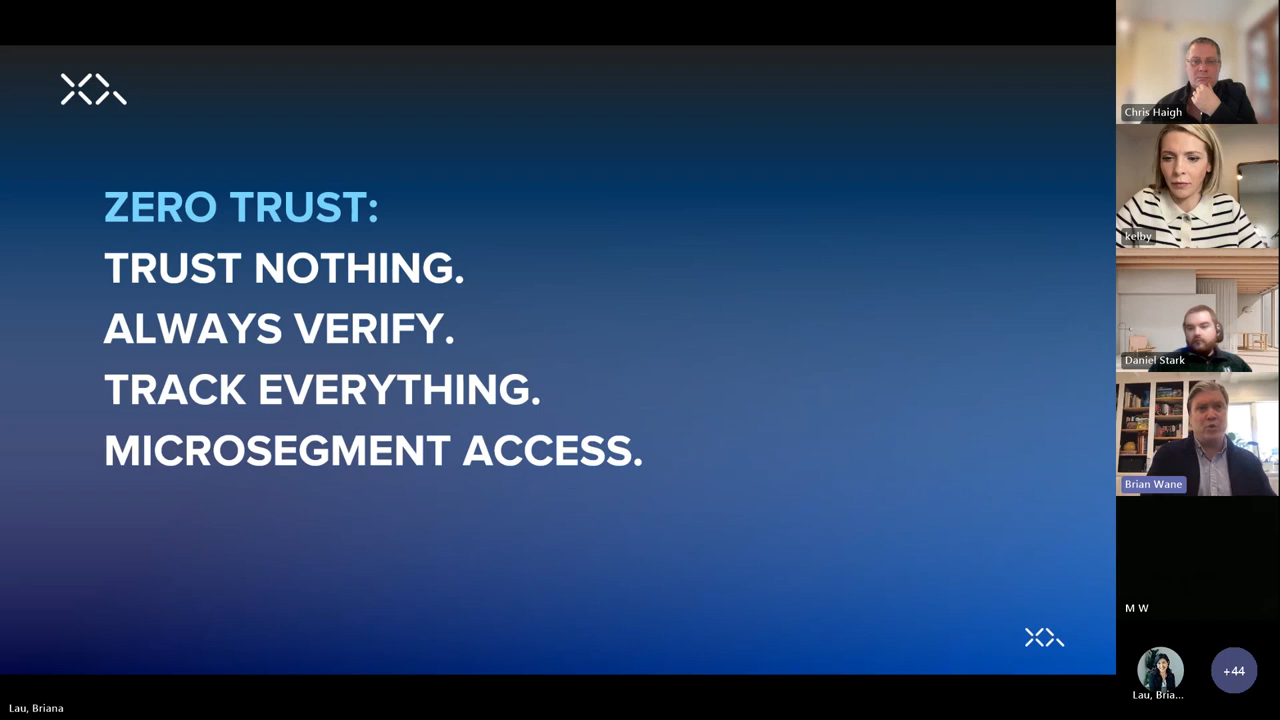 ZERO TRUST:
TRUST NOTHING.
ALWAYS VERIFY.
TRACK EVERYTHING.
MICROSEGMENT ACCESS.
Chris Haigh
kelby
Daniel Stark
Brian Wane
M W
Lau, Bria...
+44
Lau, Briana